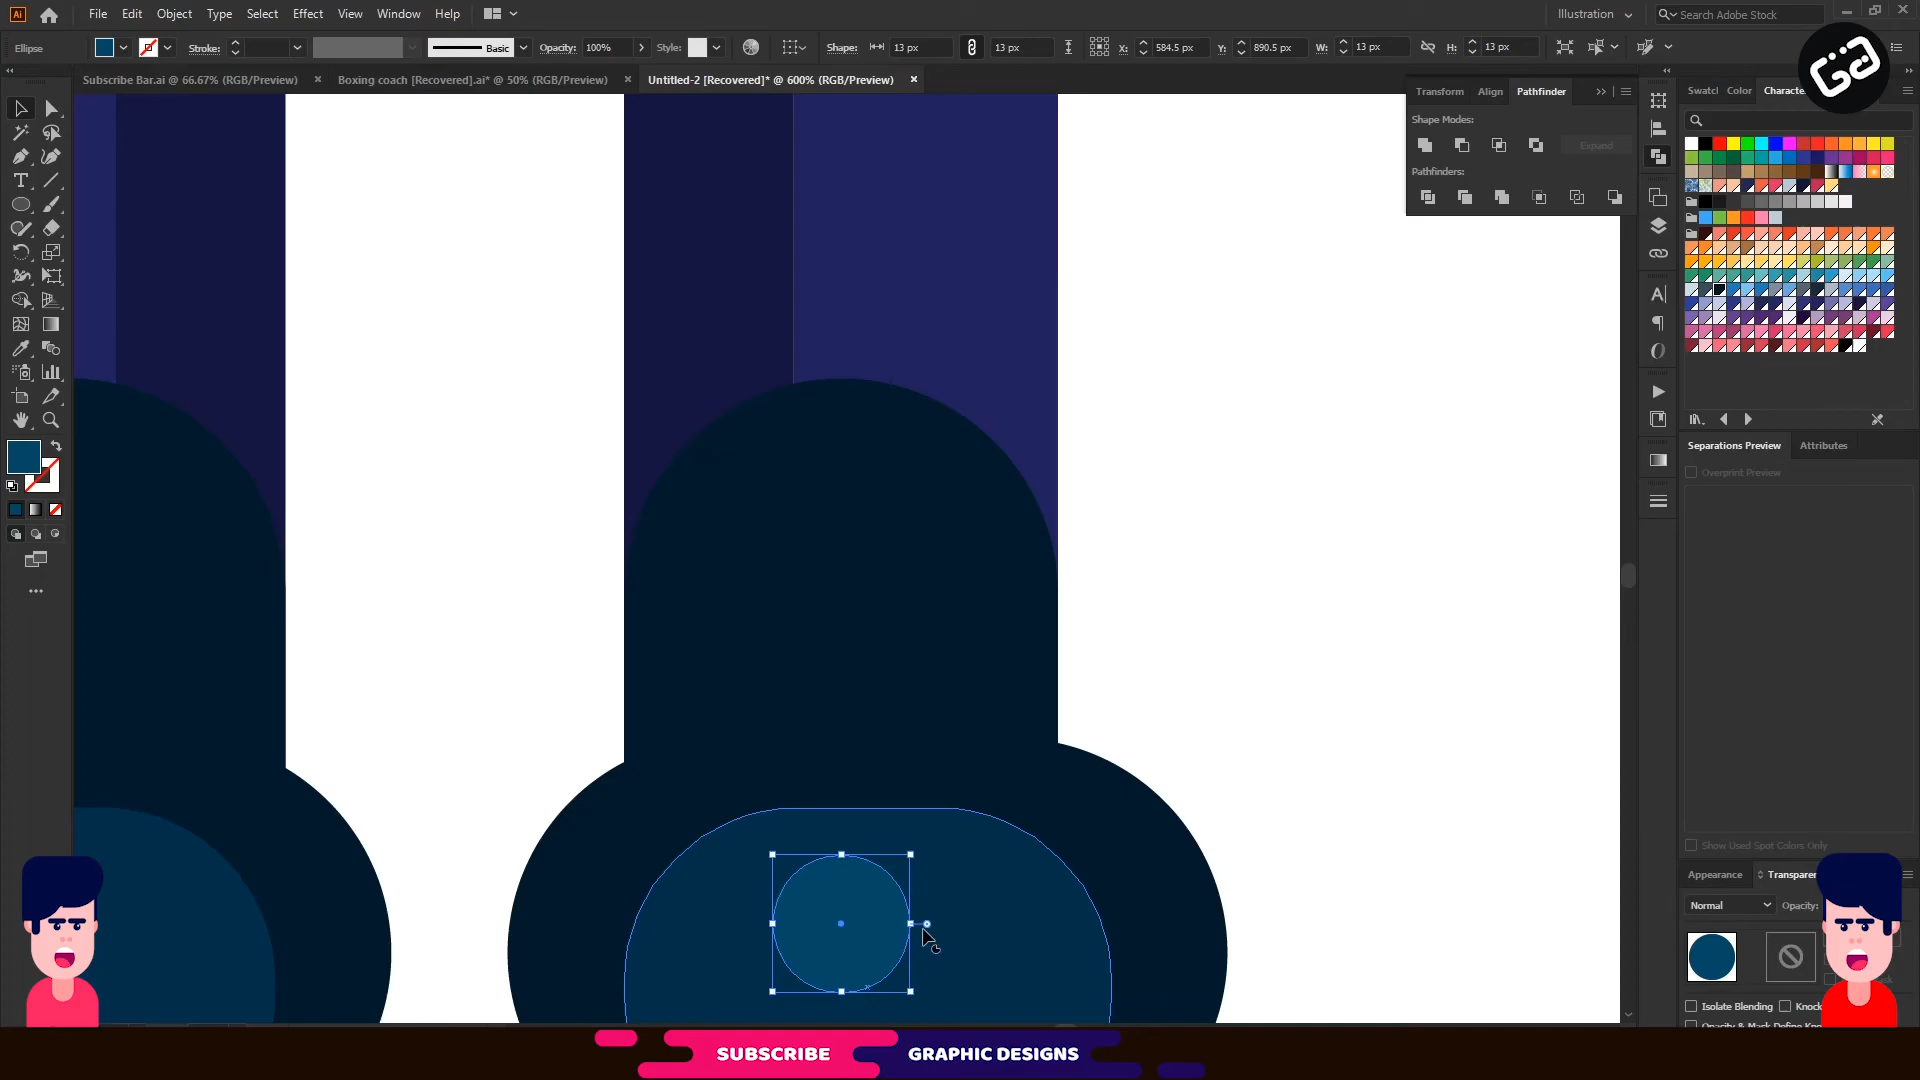 Ai File Edit Object Type Select Effect View Window Help Illustration Search Adobe Stock
Ellipse Stroke: Basic Opacity: 100% Style: Shape: 13 px 13 px X: 584.5 px Y: 890.5 px W: 13 px H: 13 px
Subscribe Bar.ai @ 66.67% (RGB/Preview) Boxing coach [Recovered].ai* @ 50% (RGB/Preview) Untitled-2 [Recovered]* @ 600% (RGB/Preview)
Transform Align Pathfinder
Swatcl Color Characte
Shape Modes:
Expand
Pathfinders:
Separations Preview Attributes
Overprint Preview
Show Used Spot Colors Only
Appearance Transparen
Normal Opacity:
Isolate Blending Knock
Opacity & Mask Define Kno
SUBSCRIBE GRAPHIC DESIGNS